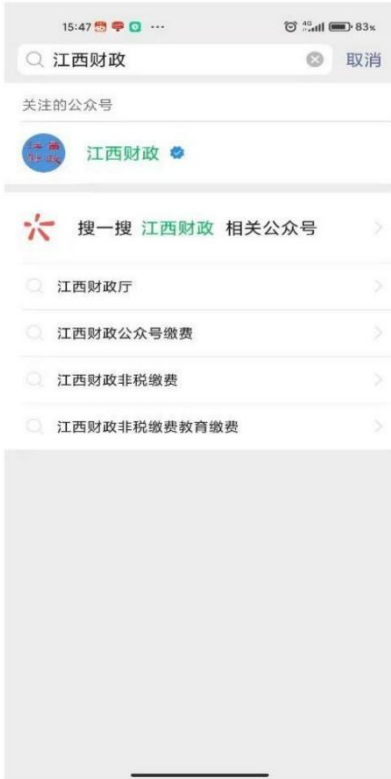 15:47 ··· 4G 83%
江西财政 取消
关注的公众号
江西财政
搜一搜 江西财政 相关公众号
江西财政厅
江西财政公众号缴费
江西财政非税缴费
江西财政非税缴费教育缴费